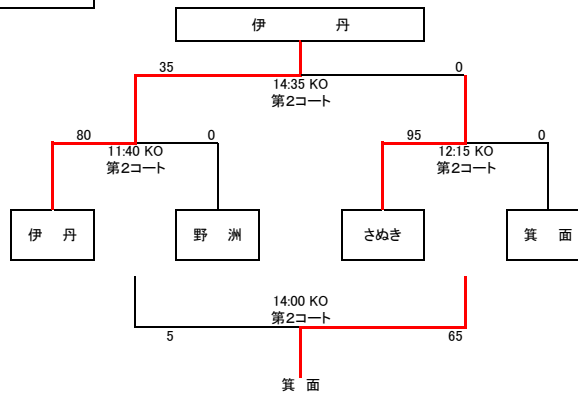 伊 丹
35 0
14:35 KO
第2コート
80 0 95 0
11:40 KO 12:15 KO
第2コート 第2コート
伊 丹 野 洲 さぬき 箕 面
14:00 KO
第2コート
5 65
箕 面